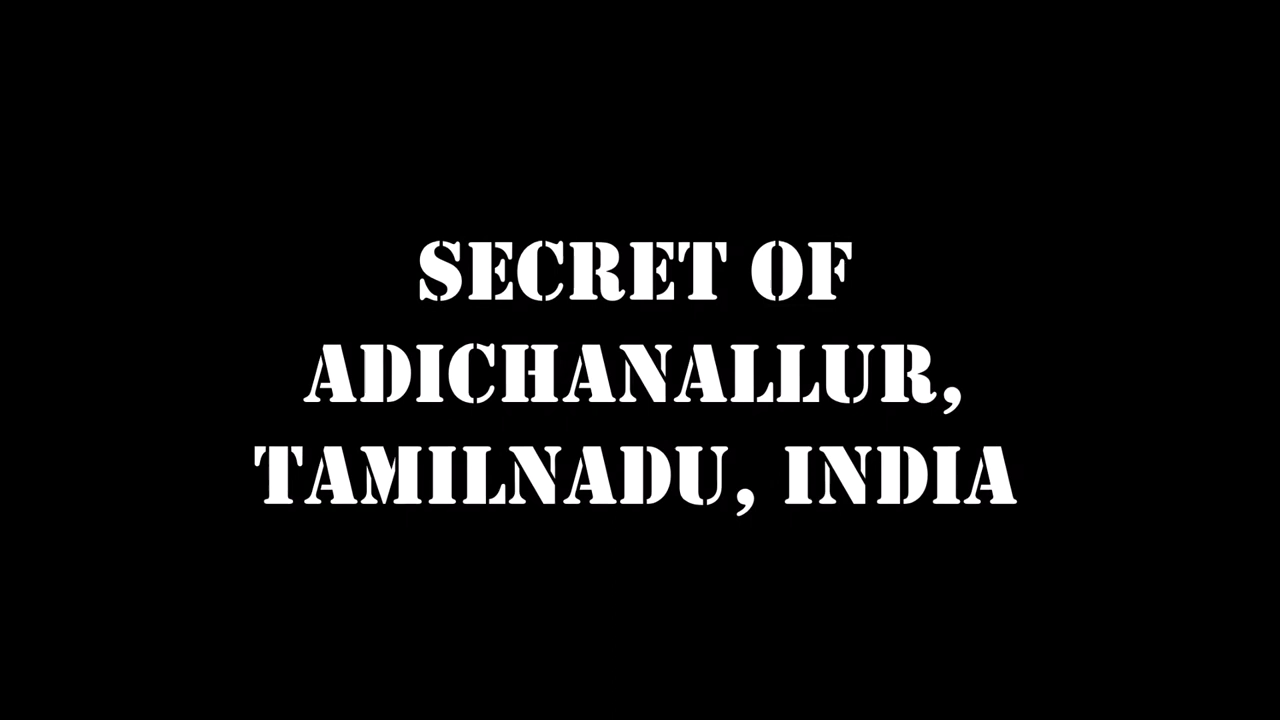 SECRET OF
ADICHANALLUR,
TAMILNADU, INDIA